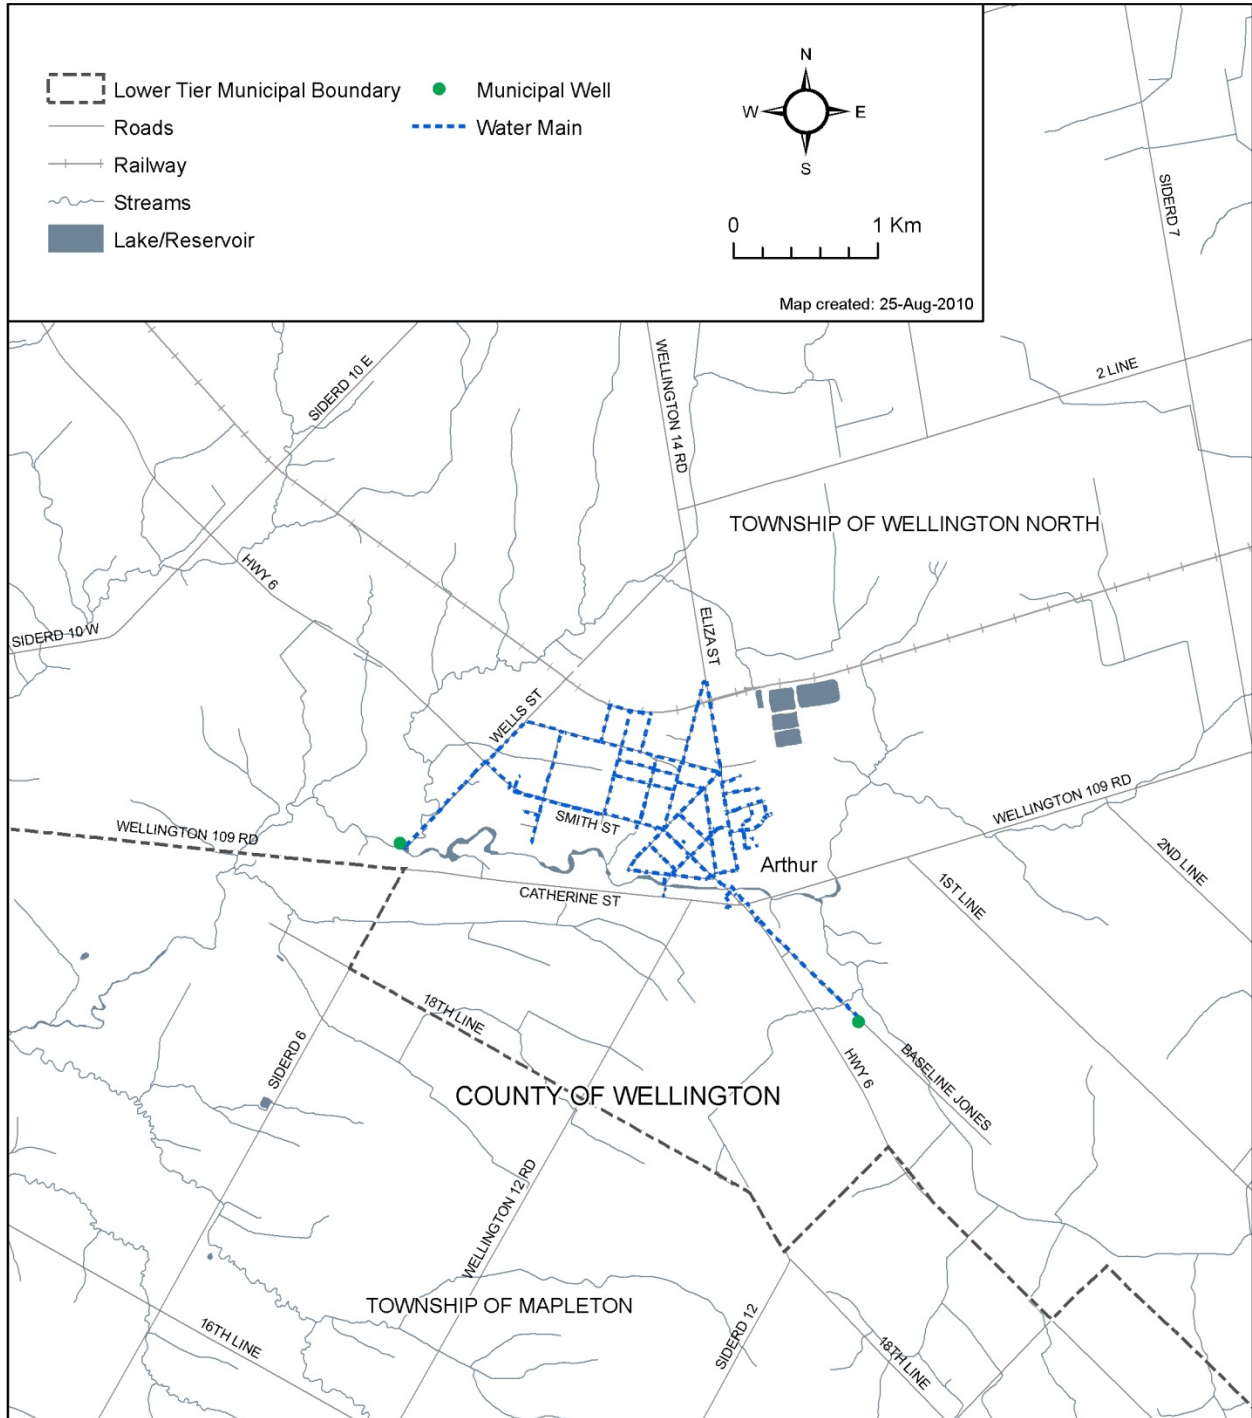 Lower Tier Municipal Boundary
Roads
Railway
Streams
Lake/Reservoir
Municipal Well
Water Main
N
W
E
S
0
1 Km
Map created: 25-Aug-2010
SIDERD 7
SIDERD 10 E
WELLINGTON 14 RD
2 LINE
TOWNSHIP OF WELLINGTON NORTH
HWY 6
SIDERD 10 W
ELIZA ST
WELLS ST
SMITH ST
WELLINGTON 109 RD
WELLINGTON 109 RD
Arthur
2ND LINE
1ST LINE
CATHERINE ST
18TH LINE
SIDERD 6
HWY 6
BASELINE JONES
COUNTY OF WELLINGTON
WELLINGTON 12 RD
TOWNSHIP OF MAPLETON
16TH LINE
SIDERD 12
18TH LINE